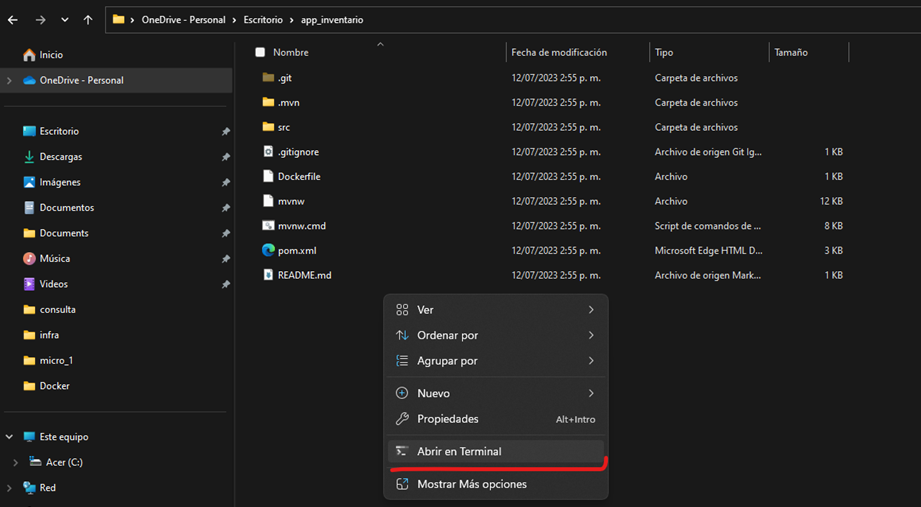 OneDrive - Personal > Escritorio > app_inventario
Inicio
OneDrive - Personal
Escritorio
Descargas
Imágenes
Documentos
Documents
Música
Videos
consulta
infra
micro_1
Docker
Este equipo
Acer (C:)
Red
Nombre Fecha de modificación Tipo Tamaño
.git 12/07/2023 2:55 p. m. Carpeta de archivos
.mvn 12/07/2023 2:55 p. m. Carpeta de archivos
src 12/07/2023 2:55 p. m. Carpeta de archivos
.gitignore 12/07/2023 2:55 p. m. Archivo de origen Git Ig... 1 KB
Dockerfile 12/07/2023 2:55 p. m. Archivo 1 KB
mvnw 12/07/2023 2:55 p. m. Archivo 12 KB
mvnw.cmd 12/07/2023 2:55 p. m. Script de comandos de ... 8 KB
pom.xml 12/07/2023 2:55 p. m. Microsoft Edge HTML D... 3 KB
README.md 12/07/2023 2:55 p. m. Archivo de origen Mark... 1 KB
Ver
Ordenar por
Agrupar por
Nuevo
Propiedades Alt+Intro
Abrir en Terminal
Mostrar Más opciones